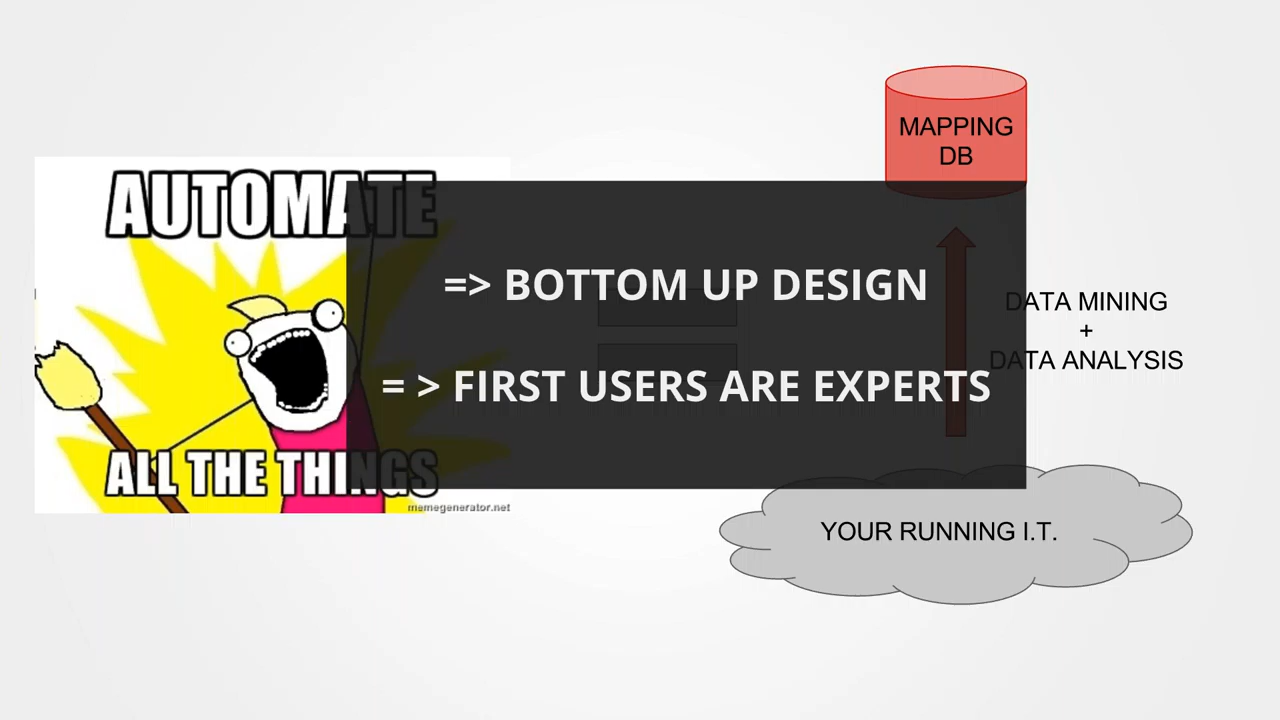 AUTOMATE
ALL THE THINGS
memegenerator.net
=> BOTTOM UP DESIGN
= > FIRST USERS ARE EXPERTS
MAPPING
DB
DATA MINING
+
DATA ANALYSIS
YOUR RUNNING I.T.